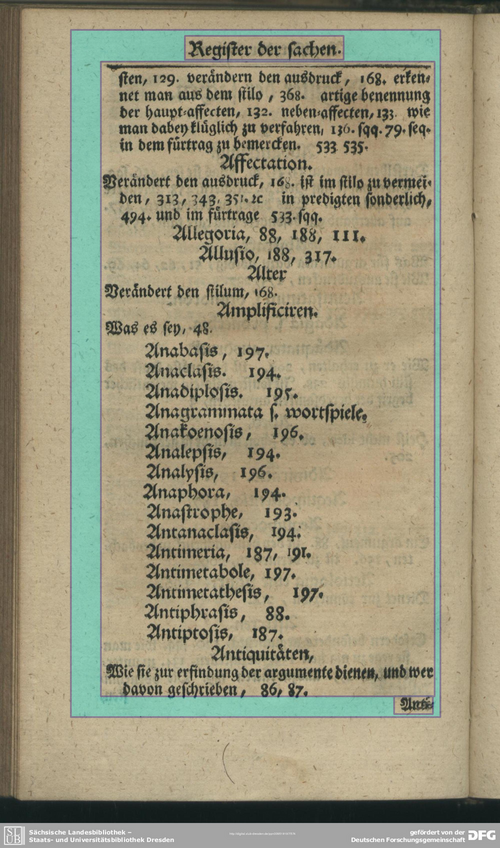 Register der sachen.
sten, 129. verändern den ausdruck, 168. erken-
net man aus dem stilo, 368. artige benennung
der haupt-affecten, 132. neben-affecten, 133 wie
man dabey klüglich zu verfahren, 136. sqq. 79. seq.
in dem fürtrag zu bemercken. 533 535.
Affectation.
Verändert den ausdruck, 168. ist im stilo zu vermei-
den, 313, 343, 351. ꝛc in predigten sonderlich,
494. und im fürtrage 533. sqq.
Allegoria, 88, 188, 111.
Allusio, 188, 317.
Alter
Verändert den stilum, 168.
Amplificiren.
Was es sey, 48.
Anabasis, 197.
Anaclasis. 194.
Anadiplosis. 195.
Anagrammata s. wortspiele.
Anakoenosis, 196.
Analepsis, 194.
Analysis, 196.
Anaphora, 194.
Anastrophe, 193.
Antanaclasis, 194.
Antimeria, 187, 191.
Antimetabole, 197.
Antimetathesis, 197.
Antiphrasis, 88.
Antiptosis, 187.
Antiquitäten,
Wie sie zur erfindung der argumente dienen, und wer
davon geschrieben, 86, 87.
Anti-
SLUB
Sächsische Landesbibliothek –
Staats- und Universitätsbibliothek Dresden
gefördert von der
Deutschen Forschungsgemeinschaft
DFG